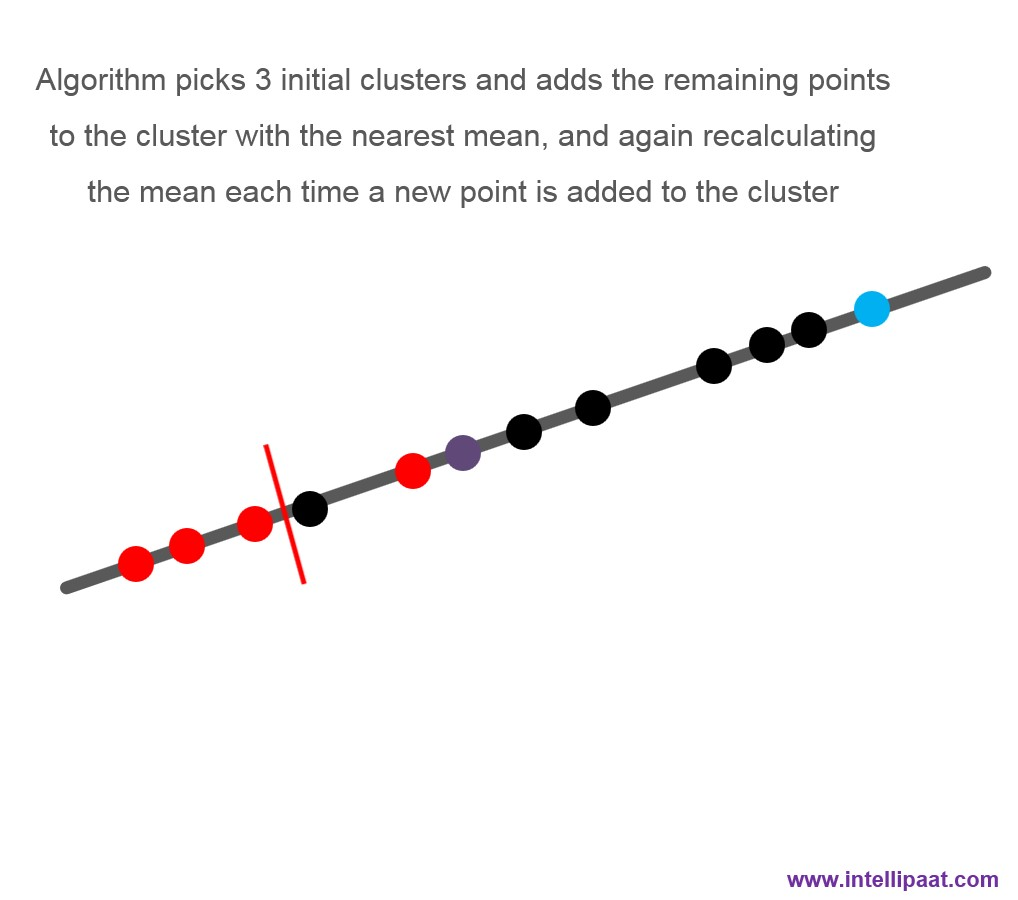 Algorithm picks 3 initial clusters and adds the remaining points
to the cluster with the nearest mean, and again recalculating
the mean each time a new point is added to the cluster
www.intellipaat.com